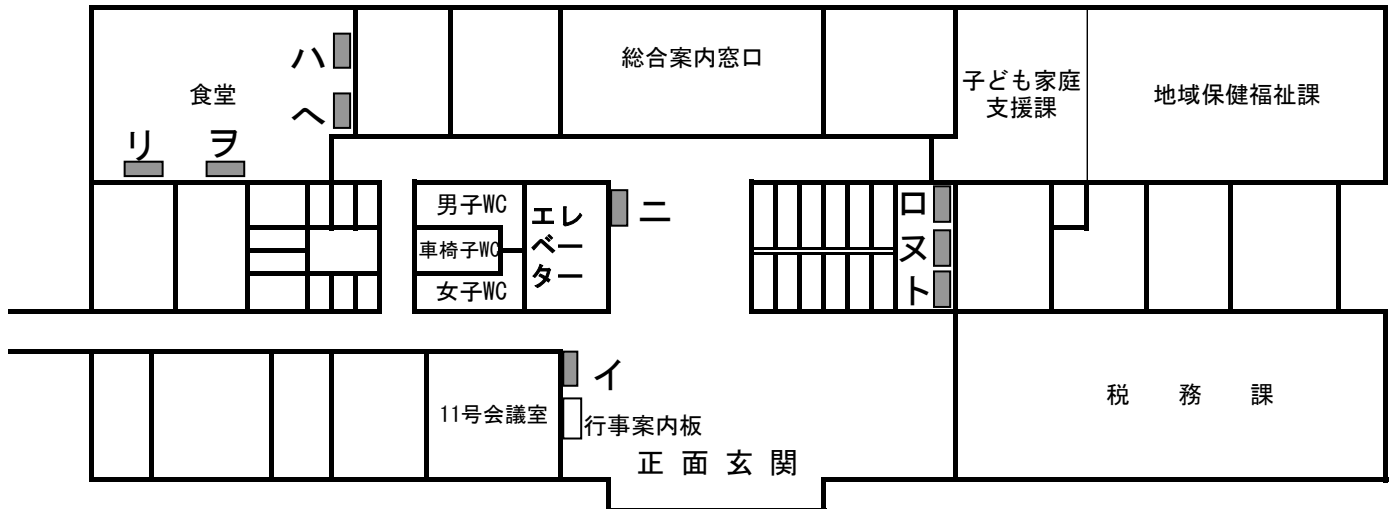 ハ
ヘ
食堂
リ
ヲ
総合案内窓口
子ども家庭
支援課
地域保健福祉課
男子WC
車椅子WC
女子WC
エレ
ベー
ター
ニ
ロ
ヌ
ト
イ
11号会議室
行事案内板
正面玄関
税務課